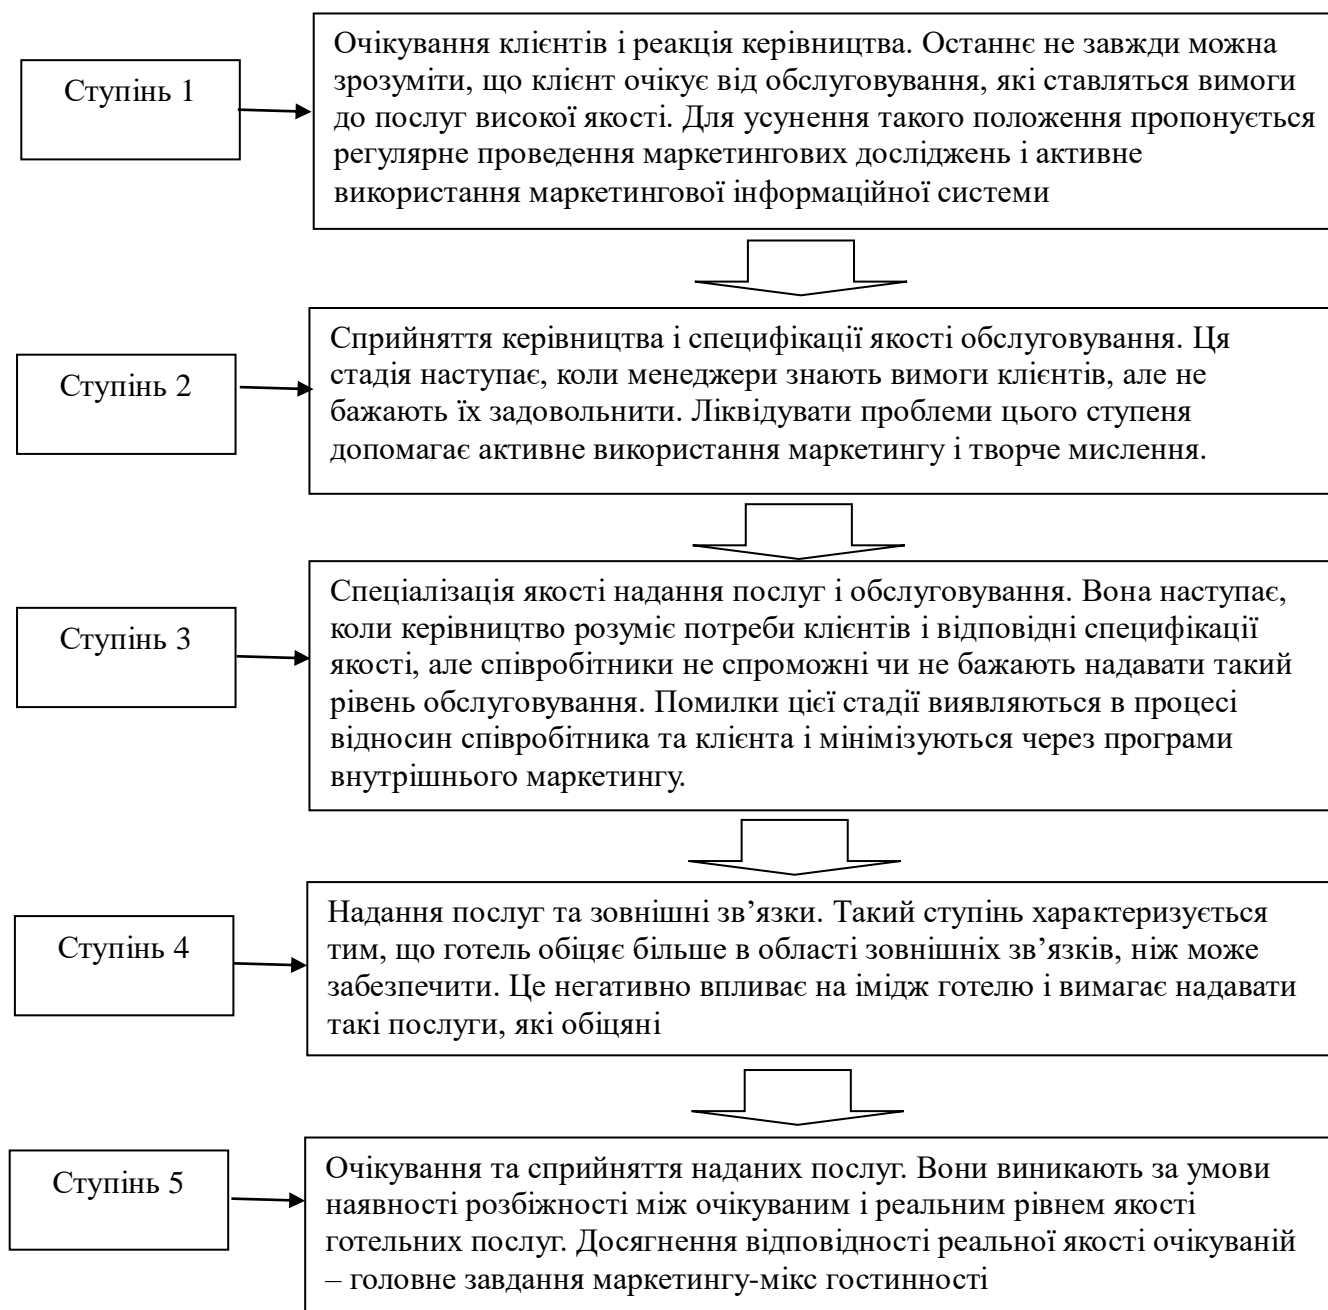 Ступінь 1
Очікування клієнтів і реакція керівництва. Останнє не завжди можна
зрозуміти, що клієнт очікує від обслуговування, які ставляться вимоги
до послуг високої якості. Для усунення такого положення пропонується
регулярне проведення маркетингових досліджень і активне
використання маркетингової інформаційної системи
Ступінь 2
Сприйняття керівництва і специфікації якості обслуговування. Ця
стадія наступає, коли менеджери знають вимоги клієнтів, але не
бажають їх задовольнити. Ліквідувати проблеми цього ступеня
допомагає активне використання маркетингу і творче мислення.
Ступінь 3
Спеціалізація якості надання послуг і обслуговування. Вона наступає,
коли керівництво розуміє потреби клієнтів і відповідні специфікації
якості, але співробітники не спроможні чи не бажають надавати такий
рівень обслуговування. Помилки цієї стадії виявляються в процесі
відносин співробітника та клієнта і мінімізуються через програми
внутрішнього маркетингу.
Ступінь 4
Надання послуг та зовнішні зв’язки. Такий ступінь характеризується
тим, що готель обіцяє більше в області зовнішніх зв’язків, ніж може
забезпечити. Це негативно впливає на імідж готелю і вимагає надавати
такі послуги, які обіцяні
Ступінь 5
Очікування та сприйняття наданих послуг. Вони виникають за умови
наявності розбіжності між очікуваним і реальним рівнем якості
готельних послуг. Досягнення відповідності реальної якості очікуваній
– головне завдання маркетингу-мікс гостинності